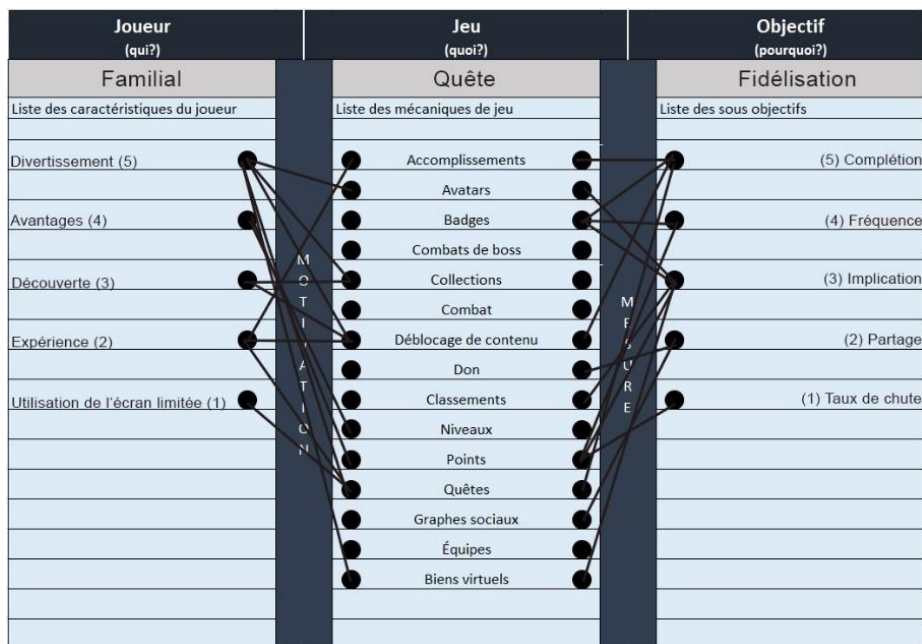 Joueur
(qui?)
Jeu
(quoi?)
Objectif
(pourquoi?)
Familial
Quête
Fidélisation
Liste des caractéristiques du joueur
Liste des mécaniques de jeu
Liste des sous objectifs
Divertissement (5)
Accomplissements
(5) Complétion
Avatars
Avantages (4)
Badges
(4) Fréquence
Combats de boss
Découverte (3)
Collections
(3) Implication
Combat
Expérience (2)
Déblocage de contenu
(2) Partage
Don
Utilisation de l'écran limitée (1)
Classements
(1) Taux de chute
Niveaux
Points
Quêtes
Graphes sociaux
Équipes
Biens virtuels
MOTIVATION
MESURE